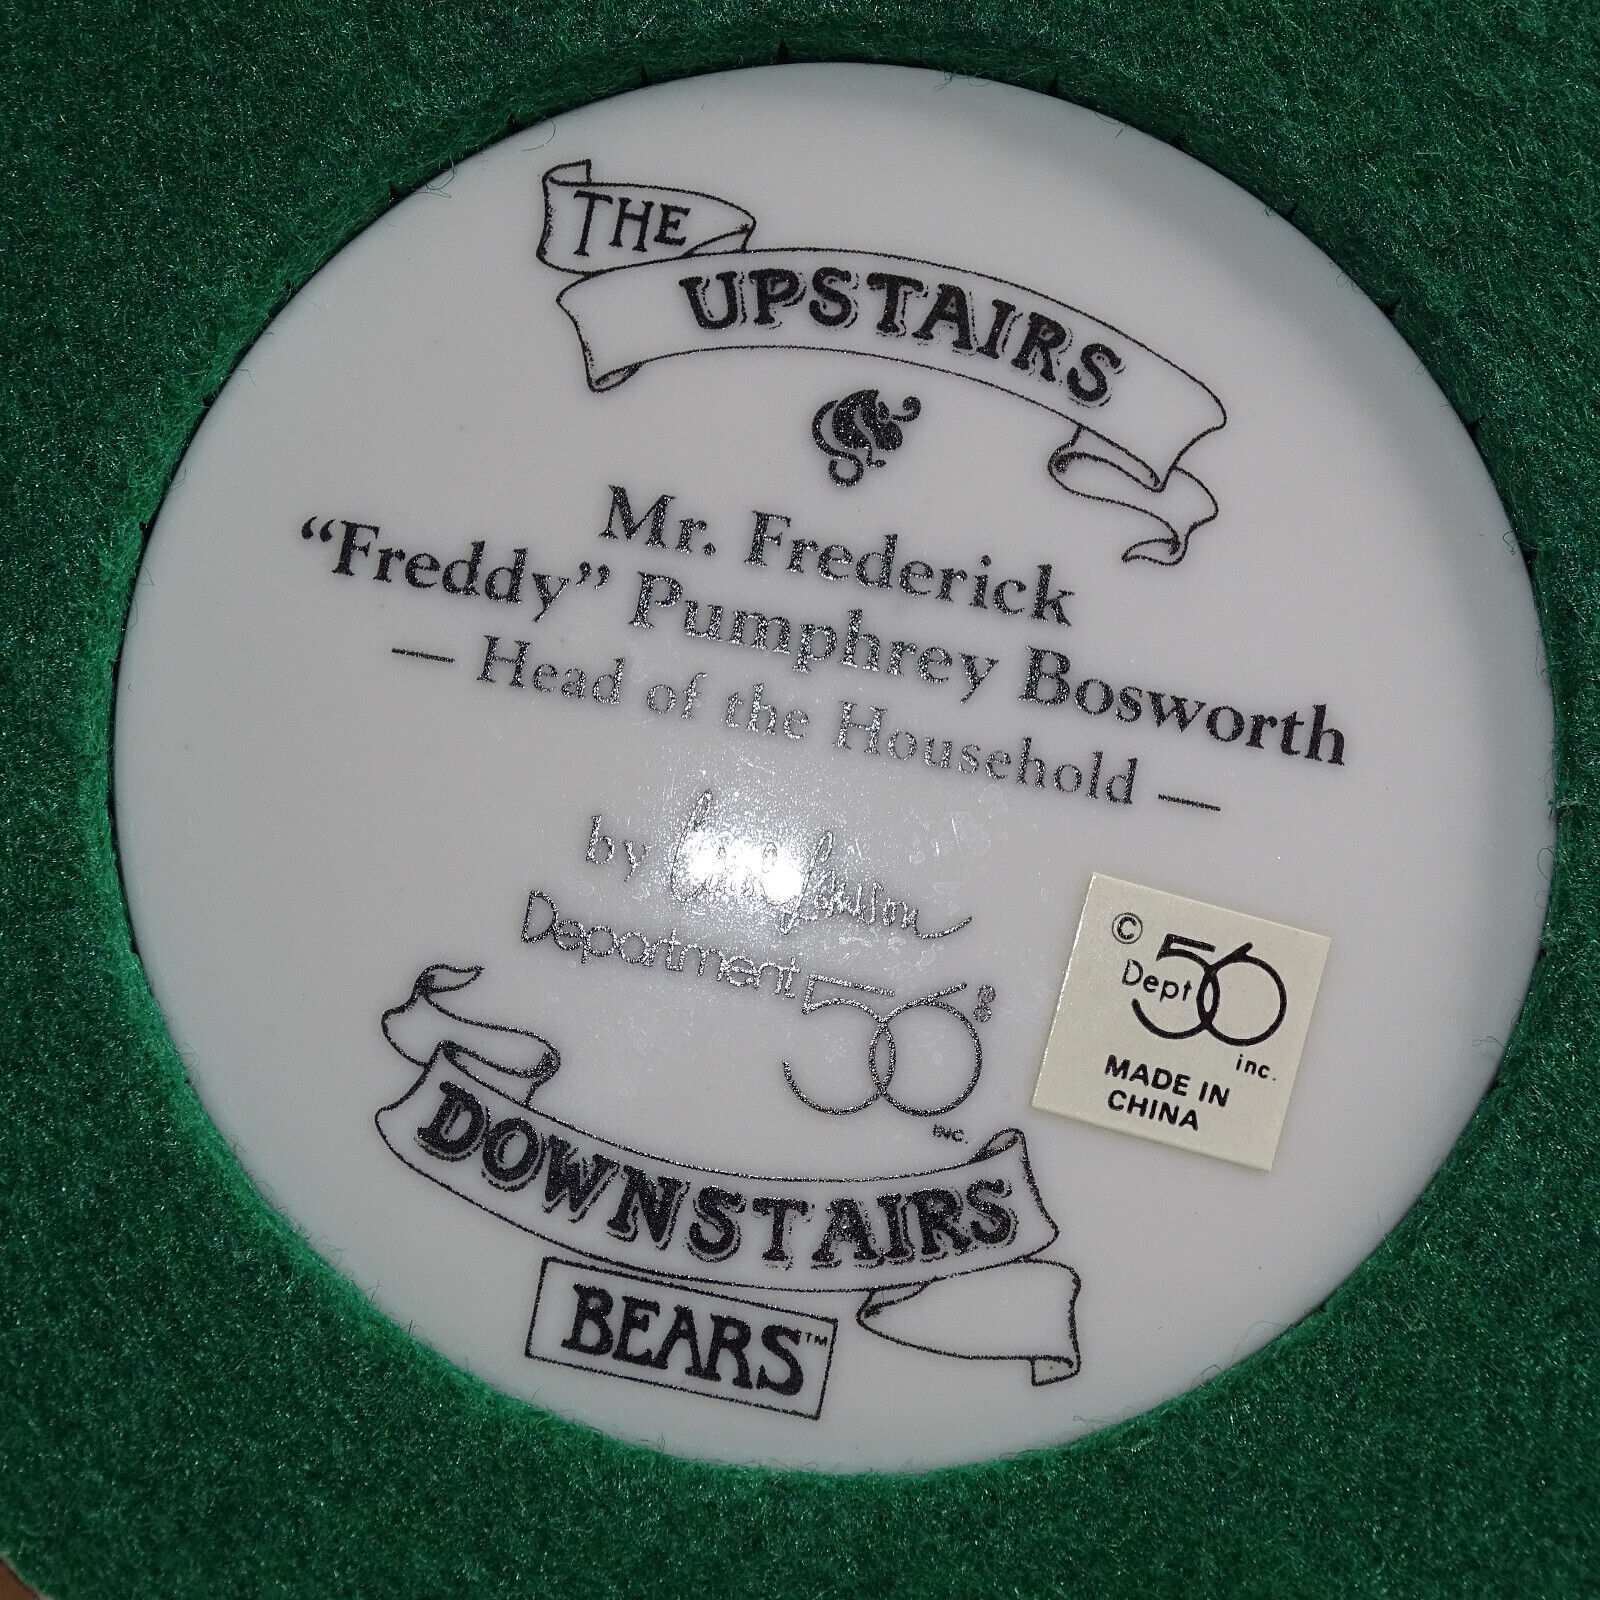 THE
UPSTAIRS
Mr. Frederick
“Freddy” Pumphrey Bosworth
— Head of the Household —
by Lawson
Department 56®
INC.
© Dept 56
inc.
MADE IN
CHINA
DOWNSTAIRS
BEARS™